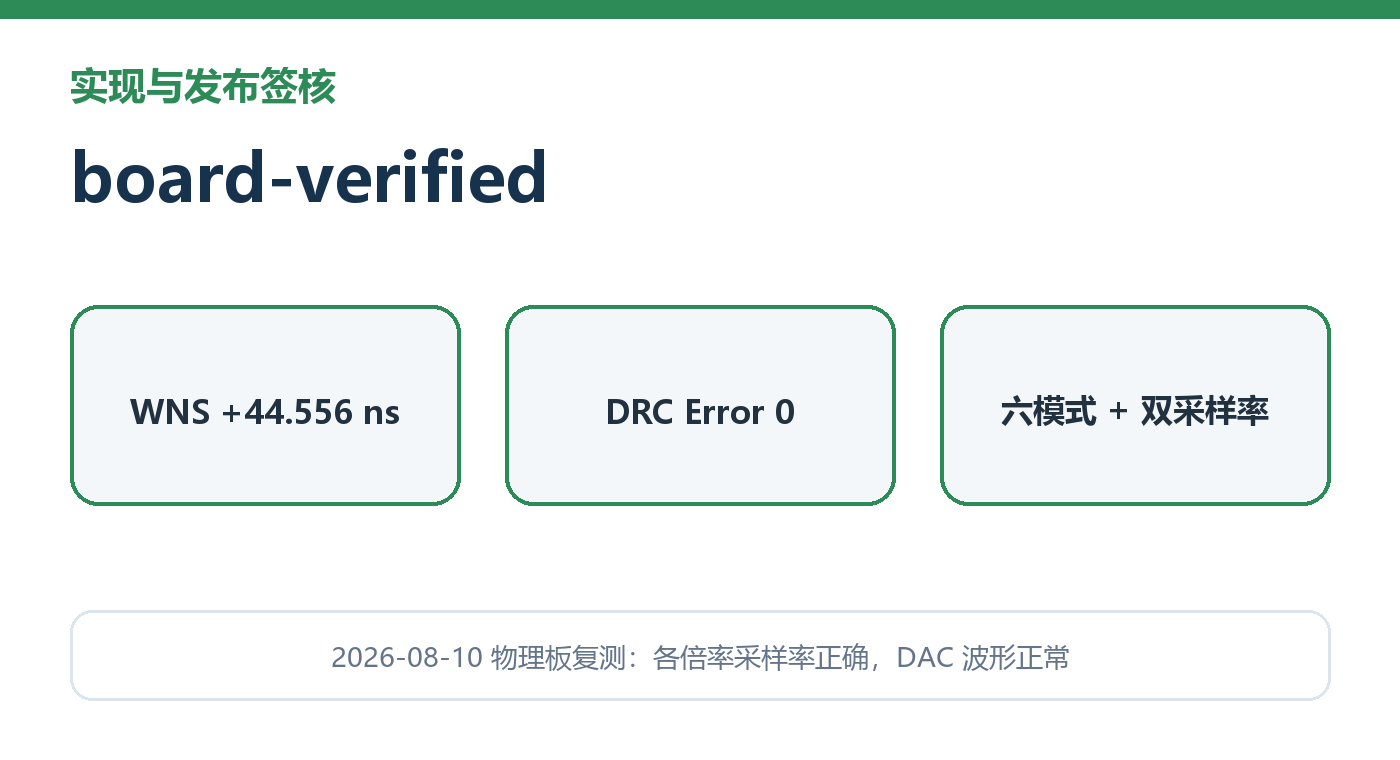 实现与发布签核
board-verified
WNS +44.556 ns
DRC Error 0
六模式 + 双采样率
2026-08-10 物理板复测：各倍率采样率正确，DAC 波形正常